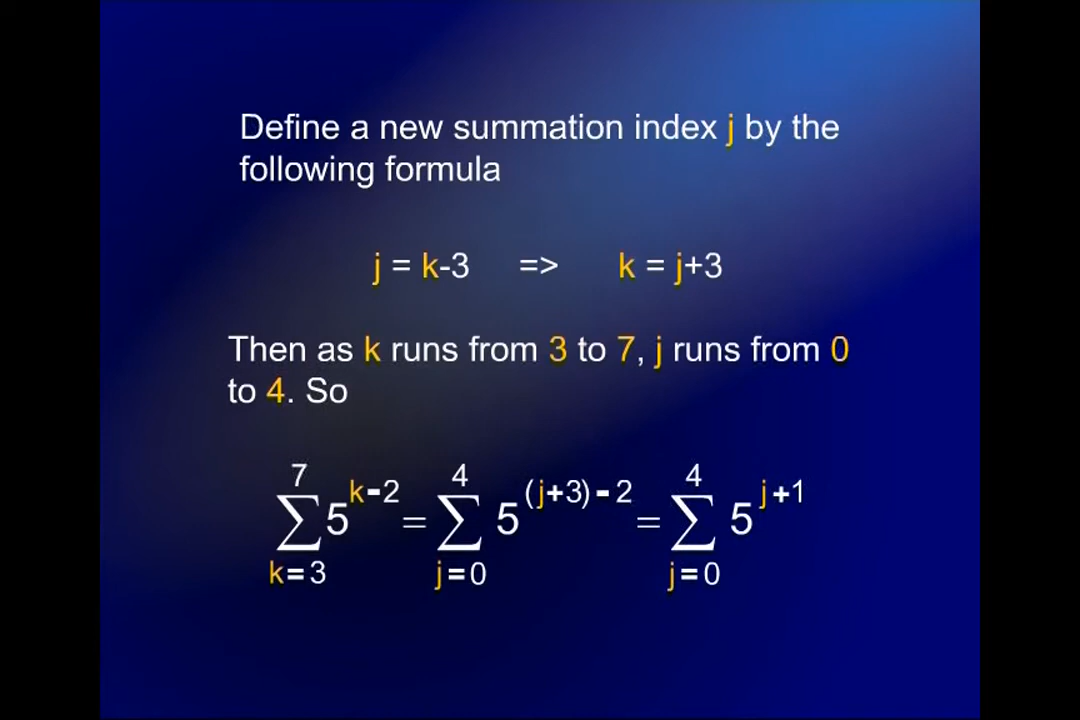 Define a new summation index j by the
following formula
j = k-3 => k = j+3
Then as k runs from 3 to 7, j runs from 0
to 4. So
7 4 4
∑ 5^(k-2) = ∑ 5^((j+3)-2) = ∑ 5^(j+1)
k=3 j=0 j=0